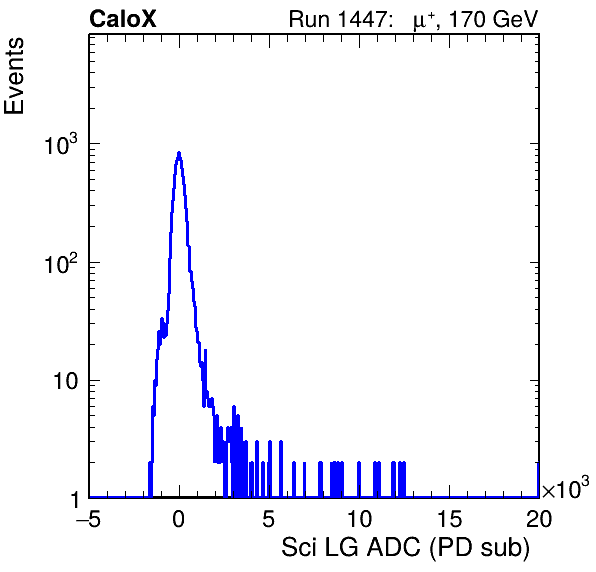 CaloX Run 1447: μ⁺, 170 GeV
Events
10³
10²
10
1
−5 0 5 10 15 20 ×10³
Sci LG ADC (PD sub)